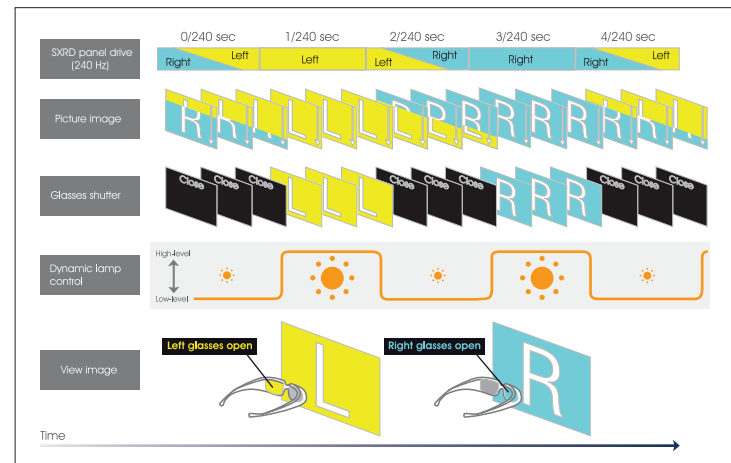 0/240 sec 1/240 sec 2/240 sec 3/240 sec 4/240 sec
SXRD panel drive
(240 Hz)
Right Left Left Left Right Right Right Left
Picture image
R R R L L L L R R R R R R R L
Glasses shutter
Close Close Close L L L Close Close Close R R R Close Close Close
Dynamic lamp
control
High-level
Low-level
View image
Left glasses open
L
Right glasses open
R
Time